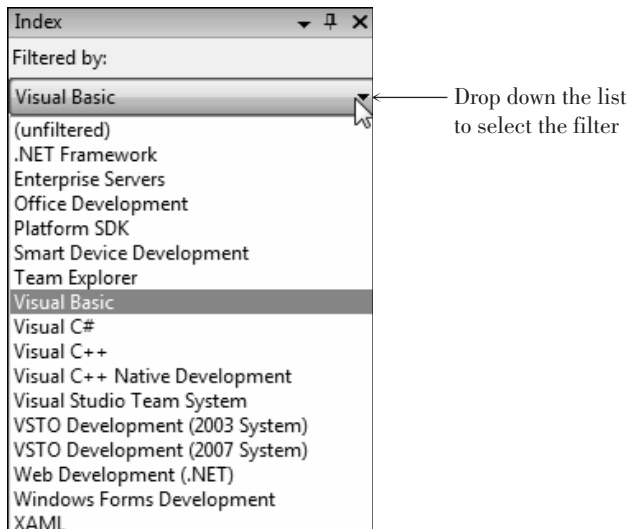 Index
Filtered by:
Visual Basic
Drop down the list
to select the filter
(unfiltered)
.NET Framework
Enterprise Servers
Office Development
Platform SDK
Smart Device Development
Team Explorer
Visual Basic
Visual C#
Visual C++
Visual C++ Native Development
Visual Studio Team System
VSTO Development (2003 System)
VSTO Development (2007 System)
Web Development (.NET)
Windows Forms Development
XAML